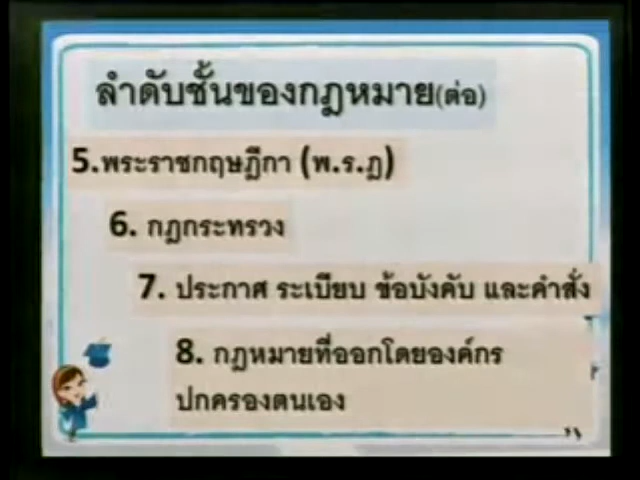 ลำดับชั้นของกฎหมาย(ต่อ)
5.พระราชกฤษฎีกา (พ.ร.ฎ)
6. กฎกระทรวง
7. ประกาศ ระเบียบ ข้อบังคับ และคำสั่ง
8. กฎหมายที่ออกโดยองค์กร
ปกครองตนเอง